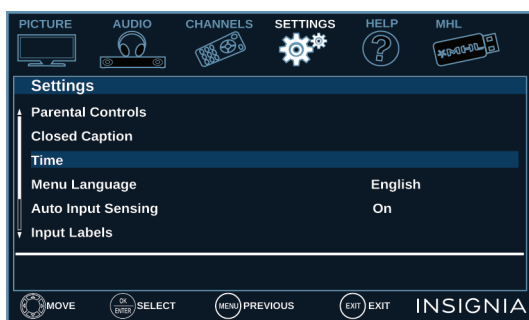 PICTURE AUDIO CHANNELS SETTINGS HELP MHL
MHL
Settings
Parental Controls
Closed Caption
Time
Menu Language English
Auto Input Sensing On
Input Labels
MOVE OK ENTER SELECT MENU PREVIOUS EXIT EXIT INSIGNIA